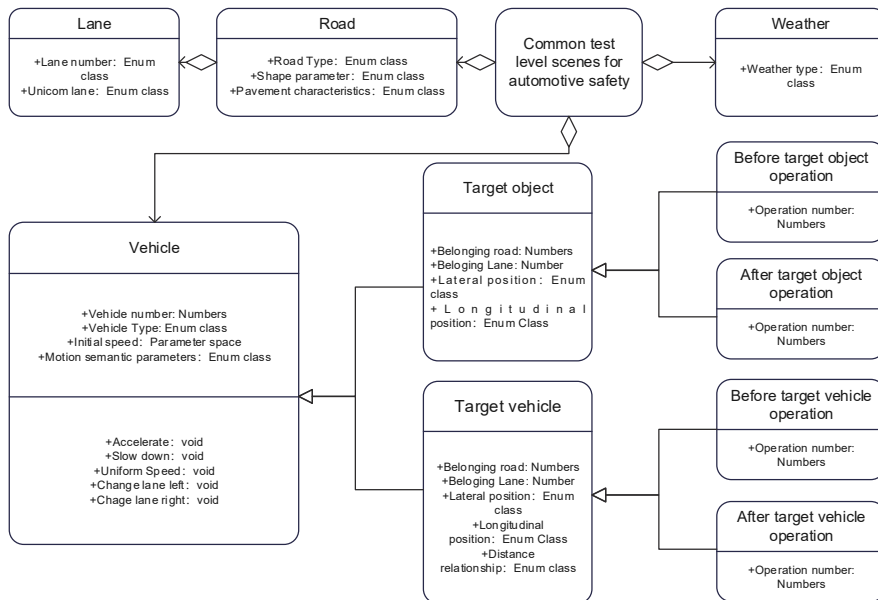 Lane
+Lane number: Enum
class
+Unicom lane: Enum class
Road
+Road Type: Enum class
+Shape parameter: Enum class
+Pavement characteristics: Enum class
Common test
level scenes for
automotive safety
Weather
+Weather type: Enum
class
Vehicle
+Vehicle number: Numbers
+Vehicle Type: Enum class
+Initial speed: Parameter space
+Motion semantic parameters: Enum class
+Accelerate: void
+Slow down: void
+Uniform Speed: void
+Change lane left: void
+Chage lane right: void
Target object
+Belonging road: Numbers
+Beloging Lane: Number
+Lateral position: Enum
class
+ Longitudinal
position: Enum Class
Target vehicle
+Belonging road: Numbers
+Beloging Lane: Number
+Lateral position: Enum
class
+Longitudinal
position: Enum Class
+Distance
relationship: Enum class
Before target object
operation
+Operation number:
Numbers
After target object
operation
+Operation number:
Numbers
Before target vehicle
operation
+Operation number:
Numbers
After target vehicle
operation
+Operation number:
Numbers